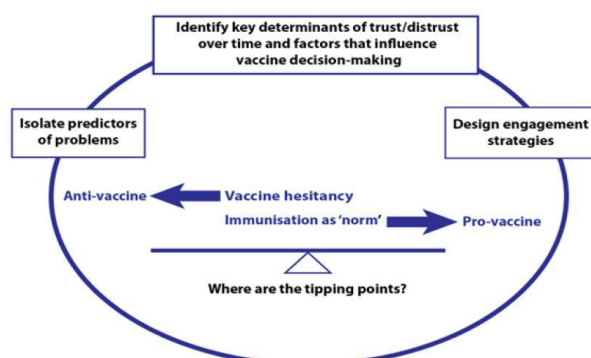 Identify key determinants of trust/distrust
over time and factors that influence
vaccine decision-making
Isolate predictors
of problems
Design engagement
strategies
Anti-vaccine
Vaccine hesitancy
Immunisation as ‘norm’
Pro-vaccine
Where are the tipping points?